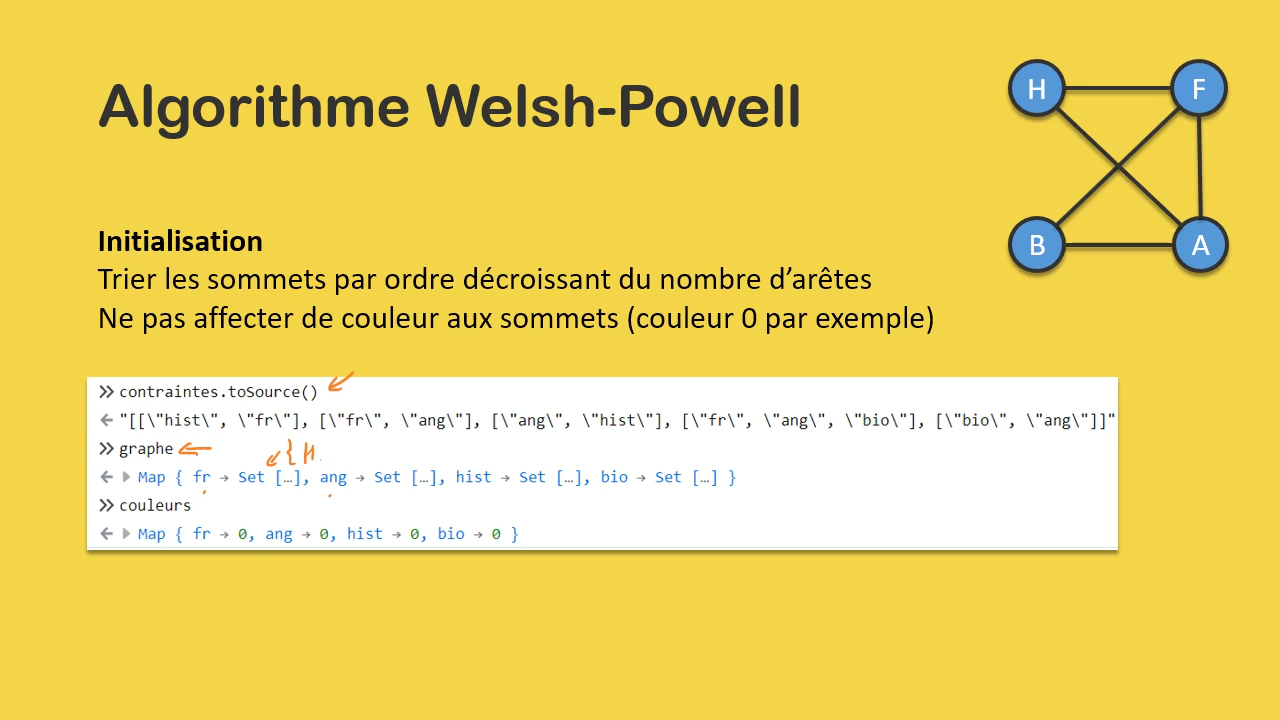 Algorithme Welsh-Powell
H
F
B
A
Initialisation
Trier les sommets par ordre décroissant du nombre d'arêtes
Ne pas affecter de couleur aux sommets (couleur 0 par exemple)
>> contraintes.toSource()
← "[[\"hist\", \"fr\"], [\"fr\", \"ang\"], [\"ang\", \"hist\"], [\"fr\", \"ang\", \"bio\"], [\"bio\", \"ang\"]]"
>> graphe
{ H
← ▶ Map { fr → Set […], ang → Set […], hist → Set […], bio → Set […] }
>> couleurs
← ▶ Map { fr → 0, ang → 0, hist → 0, bio → 0 }